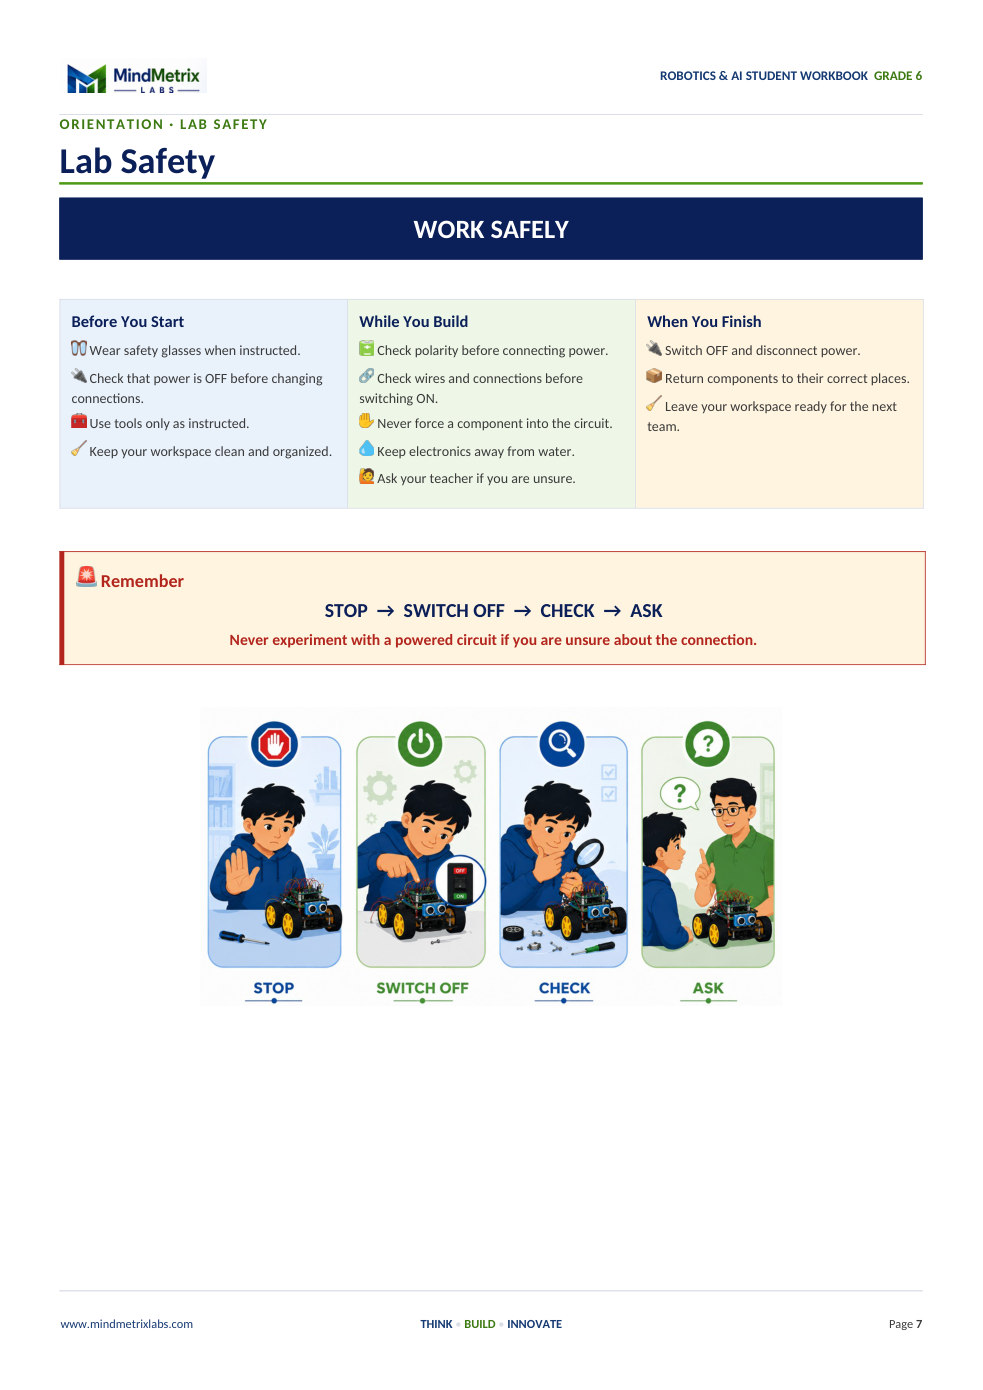 MindMetrix
LABS
ROBOTICS & AI STUDENT WORKBOOK GRADE 6
ORIENTATION · LAB SAFETY
Lab Safety
WORK SAFELY
Before You Start
Wear safety glasses when instructed.
Check that power is OFF before changing
connections.
Use tools only as instructed.
Keep your workspace clean and organized.
While You Build
Check polarity before connecting power.
Check wires and connections before
switching ON.
Never force a component into the circuit.
Keep electronics away from water.
Ask your teacher if you are unsure.
When You Finish
Switch OFF and disconnect power.
Return components to their correct places.
Leave your workspace ready for the next
team.
Remember
STOP → SWITCH OFF → CHECK → ASK
Never experiment with a powered circuit if you are unsure about the connection.
?
?
OFF
ON
STOP
SWITCH OFF
CHECK
ASK
www.mindmetrixlabs.com
THINK • BUILD • INNOVATE
Page 7